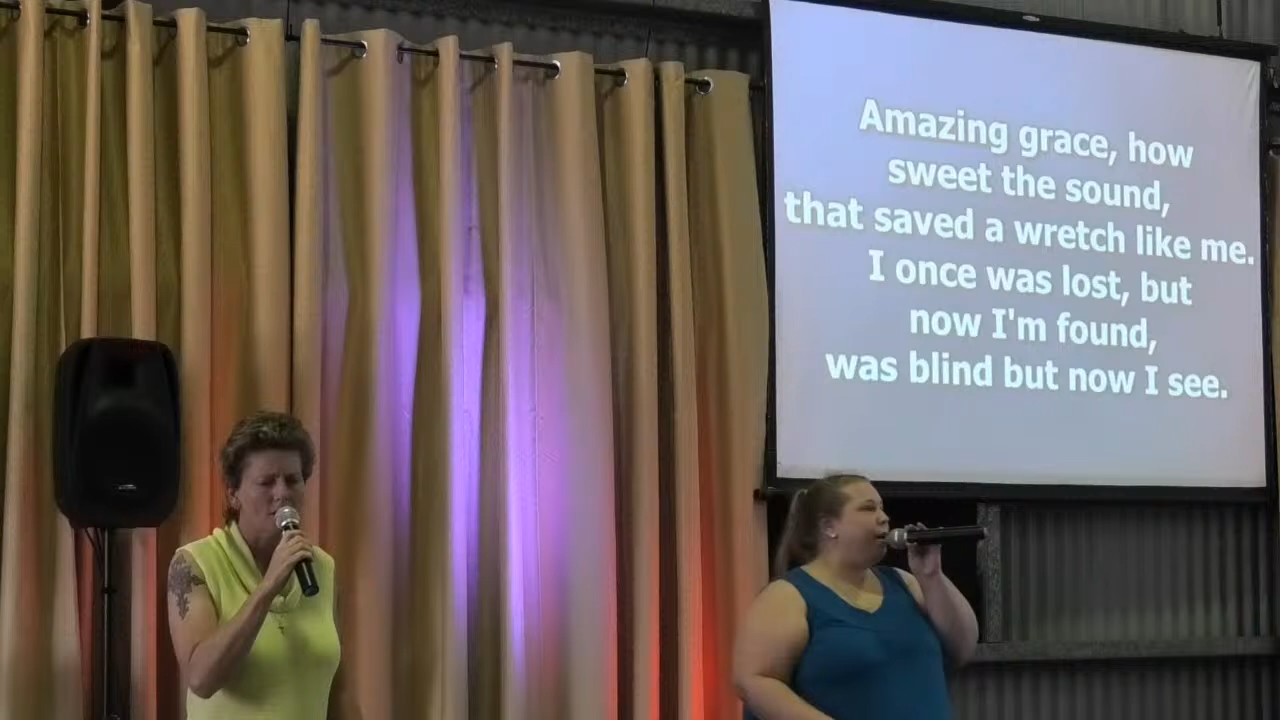 Amazing grace, how
sweet the sound,
that saved a wretch like me.
I once was lost, but
now I'm found,
was blind but now I see.